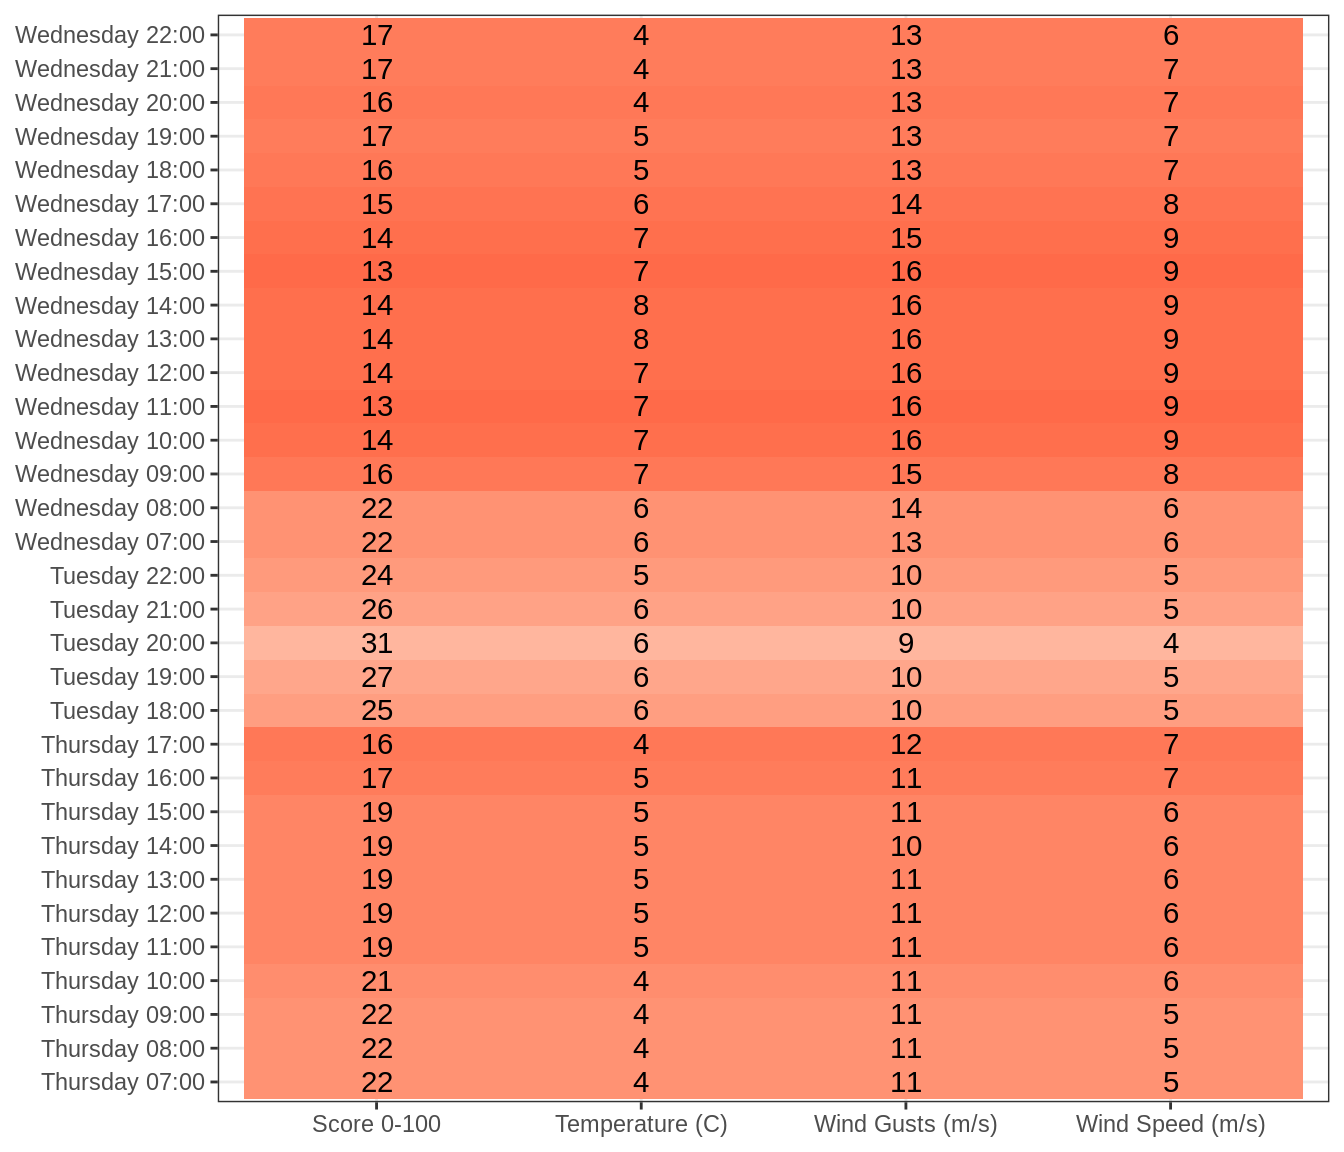 Wednesday 22:00 17 4 13 6
Wednesday 21:00 17 4 13 7
Wednesday 20:00 16 4 13 7
Wednesday 19:00 17 5 13 7
Wednesday 18:00 16 5 13 7
Wednesday 17:00 15 6 14 8
Wednesday 16:00 14 7 15 9
Wednesday 15:00 13 7 16 9
Wednesday 14:00 14 8 16 9
Wednesday 13:00 14 8 16 9
Wednesday 12:00 14 7 16 9
Wednesday 11:00 13 7 16 9
Wednesday 10:00 14 7 16 9
Wednesday 09:00 16 7 15 8
Wednesday 08:00 22 6 14 6
Wednesday 07:00 22 6 13 6
Tuesday 22:00 24 5 10 5
Tuesday 21:00 26 6 10 5
Tuesday 20:00 31 6 9 4
Tuesday 19:00 27 6 10 5
Tuesday 18:00 25 6 10 5
Thursday 17:00 16 4 12 7
Thursday 16:00 17 5 11 7
Thursday 15:00 19 5 11 6
Thursday 14:00 19 5 10 6
Thursday 13:00 19 5 11 6
Thursday 12:00 19 5 11 6
Thursday 11:00 19 5 11 6
Thursday 10:00 21 4 11 6
Thursday 09:00 22 4 11 5
Thursday 08:00 22 4 11 5
Thursday 07:00 22 4 11 5
Score 0-100 Temperature (C) Wind Gusts (m/s) Wind Speed (m/s)